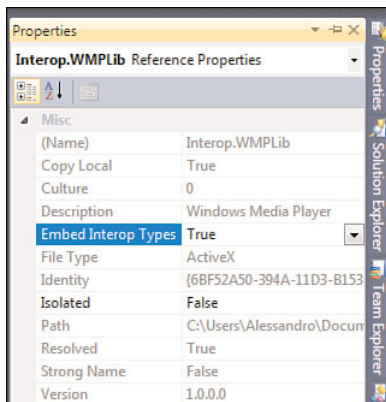 Properties
Interop.WMPLib Reference Properties
Misc
(Name) Interop.WMPLib
Copy Local True
Culture 0
Description Windows Media Player
Embed Interop Types True
File Type ActiveX
Identity {6BF52A50-394A-11D3-B153
Isolated False
Path C:\Users\Alessandro\Docum
Resolved True
Strong Name False
Version 1.0.0.0
Properties
Solution Explorer
Team Explorer